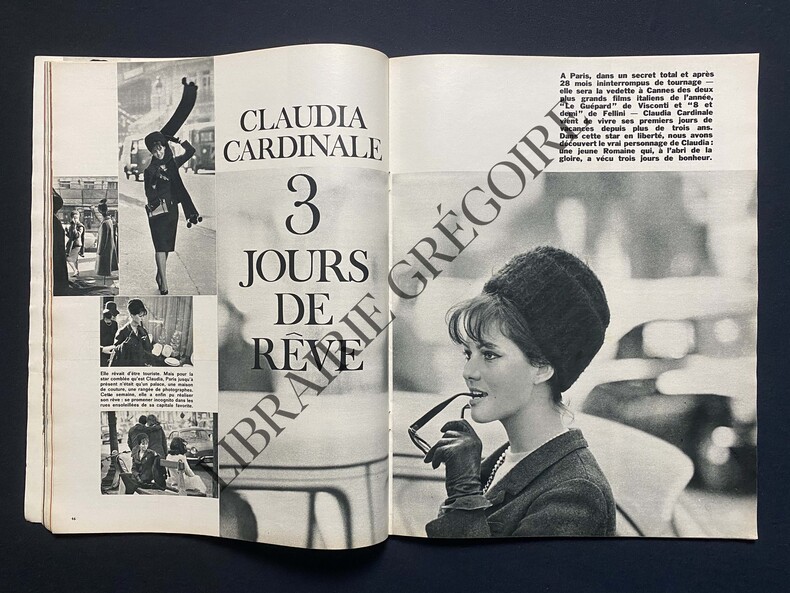 CLAUDIA
CARDINALE
3
JOURS
DE
RÊVE
A Paris, dans un secret total et après
28 mois ininterrompus de tournage —
elle sera la vedette à Cannes des deux
plus grands films italiens de l'année,
"Le Guépard" de Visconti et "8 et
demi" de Fellini — Claudia Cardinale
vient de vivre ses premiers jours de
vacances depuis plus de trois ans.
Dans cette star en liberté, nous avons
découvert le vrai personnage de Claudia :
une jeune Romaine qui, à l'abri de la
gloire, a vécu trois jours de bonheur.
Elle rêvait d'être touriste. Mais pour la
star comblée qu'est Claudia, Paris jusqu'à
présent n'était qu'un palace, une maison
de couture, une rangée de photographes.
Cette semaine, elle a enfin pu réaliser
son rêve : se promener incognito dans les
rues ensoleillées de sa capitale favorite.
LIBRAIRIE GRÉGOIRE